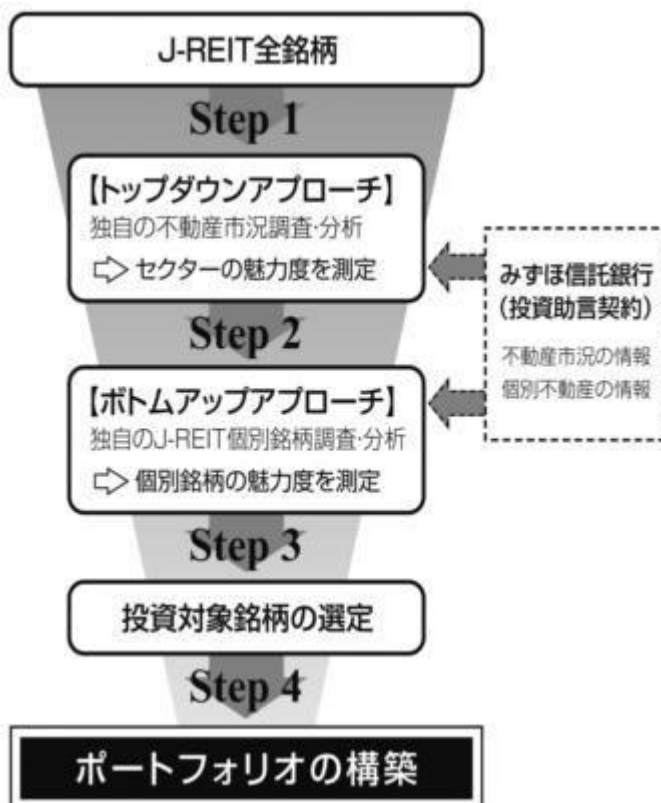 J-REIT全銘柄
Step 1
【トップダウンアプローチ】
独自の不動産市況調査・分析
⇨ セクターの魅力度を測定
Step 2
【ボトムアップアプローチ】
独自のJ-REIT個別銘柄調査・分析
⇨ 個別銘柄の魅力度を測定
みずほ信託銀行
(投資助言契約)
不動産市況の情報
個別不動産の情報
Step 3
投資対象銘柄の選定
Step 4
ポートフォリオの構築